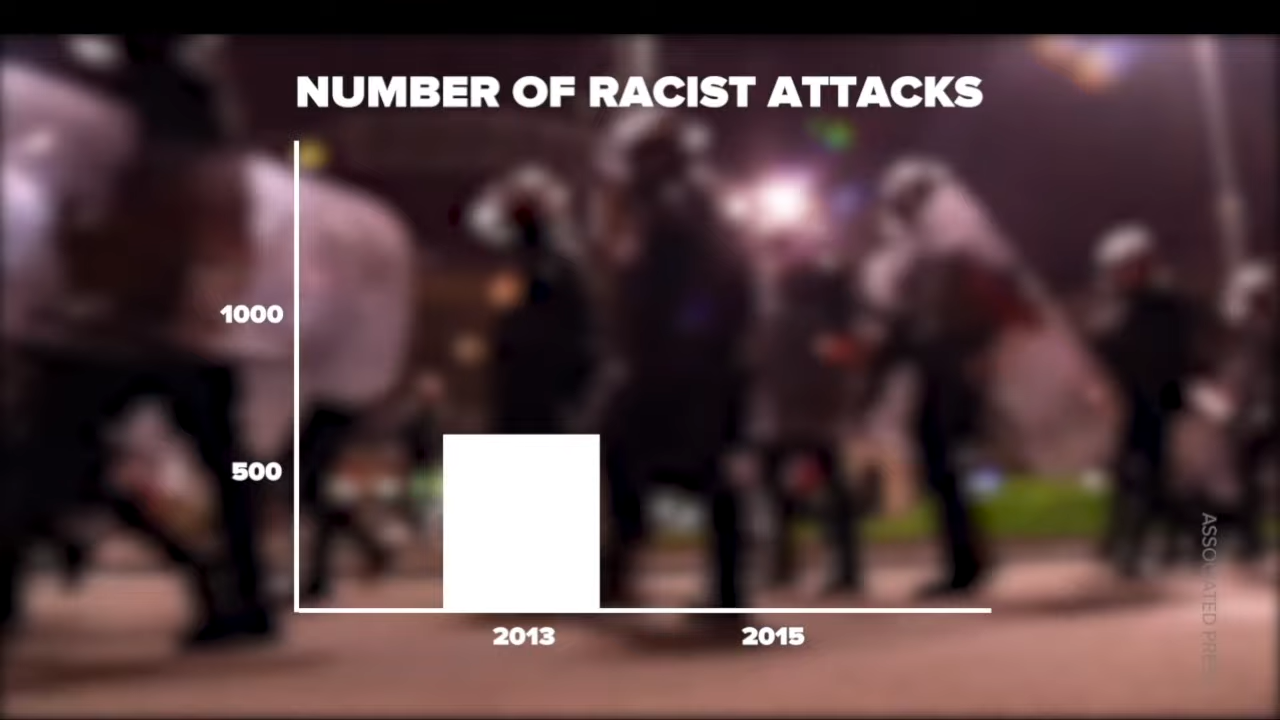 NUMBER OF RACIST ATTACKS
1000
500
2013
2015
ASSOCIATED PRESS